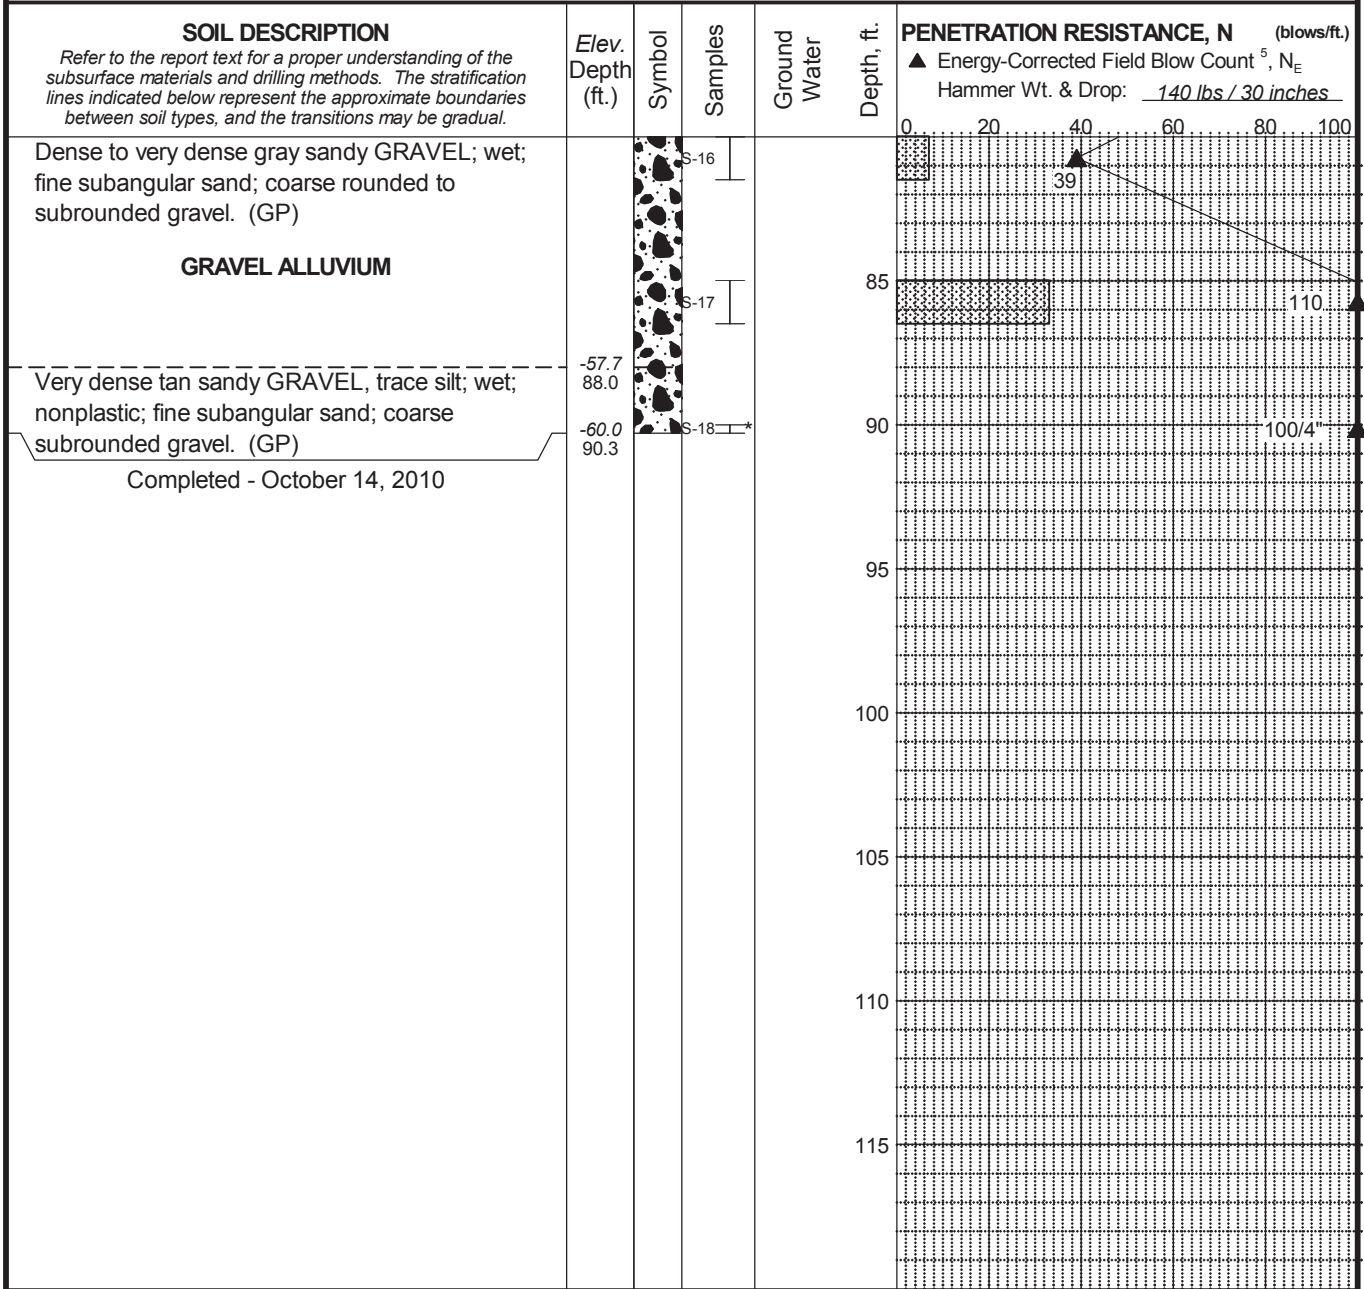 SOIL DESCRIPTION
Refer to the report text for a proper understanding of the
subsurface materials and drilling methods. The stratification
lines indicated below represent the approximate boundaries
between soil types, and the transitions may be gradual.
Elev.
Depth
(ft.)
Symbol
Samples
Ground
Water
Depth, ft.
PENETRATION RESISTANCE, N (blows/ft.)
▲ Energy-Corrected Field Blow Count 5, NE
Hammer Wt. & Drop: 140 lbs / 30 inches
0 20 40 60 80 100
Dense to very dense gray sandy GRAVEL; wet;
fine subangular sand; coarse rounded to
subrounded gravel. (GP)
GRAVEL ALLUVIUM
S-16
39
S-17
85
110
-57.7
88.0
Very dense tan sandy GRAVEL, trace silt; wet;
nonplastic; fine subangular sand; coarse
subrounded gravel. (GP)
-60.0
90.3
S-18 *
90
100/4"
Completed - October 14, 2010
95
100
105
110
115